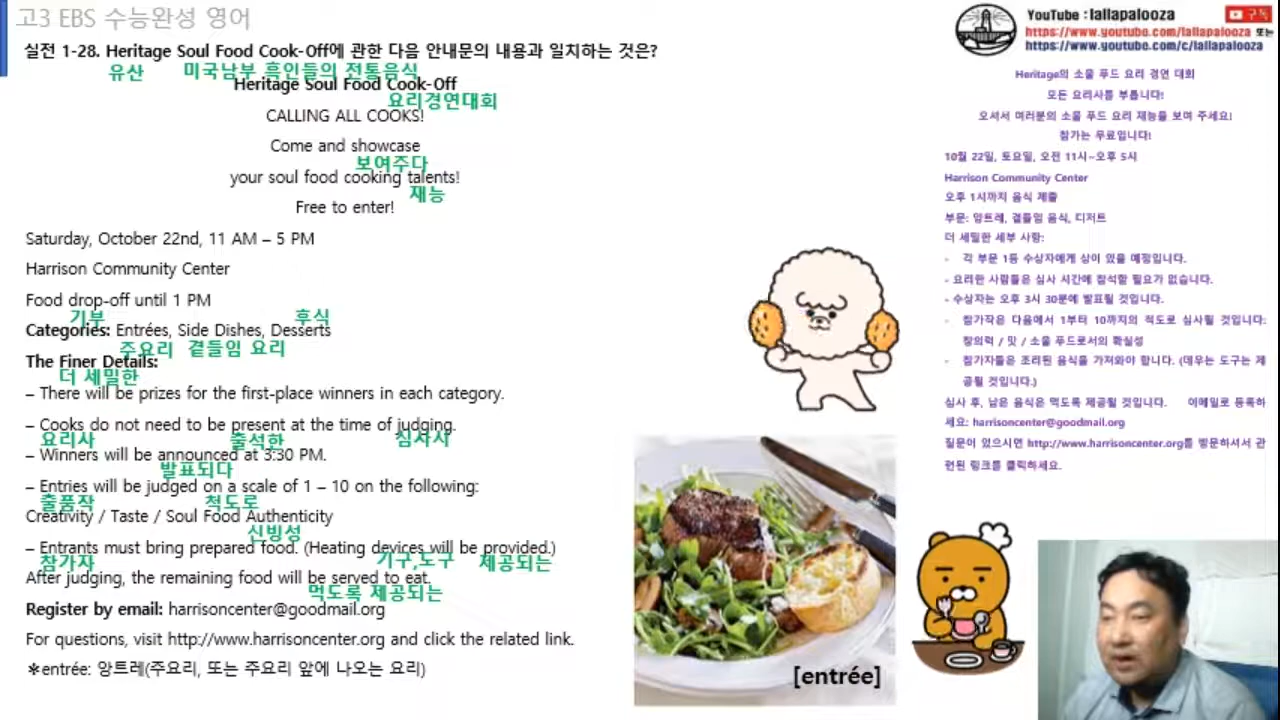 고3 EBS 수능완성 영어
실전 1-28. Heritage Soul Food Cook-Off에 관한 다음 안내문의 내용과 일치하는 것은?
유산 미국남부 흑인들의 전통음식
Heritage Soul Food Cook-Off
요리경연대회
CALLING ALL COOKS!
Come and showcase
보여주다
your soul food cooking talents!
재능
Free to enter!
Saturday, October 22nd, 11 AM – 5 PM
Harrison Community Center
Food drop-off until 1 PM
기부 후식
Categories: Entrées, Side Dishes, Desserts
주요리 곁들임 요리
The Finer Details:
더 세밀한
– There will be prizes for the first-place winners in each category.
– Cooks do not need to be present at the time of judging.
요리사 출석한 심사시
– Winners will be announced at 3:30 PM.
발표되다
– Entries will be judged on a scale of 1 – 10 on the following:
출품작 척도로
Creativity / Taste / Soul Food Authenticity
신빙성
– Entrants must bring prepared food. (Heating devices will be provided.)
참가자 기구,도구 제공되는
After judging, the remaining food will be served to eat.
먹도록 제공되는
Register by email: harrisoncenter@goodmail.org
For questions, visit http://www.harrisoncenter.org and click the related link.
*entrée: 앙트레(주요리, 또는 주요리 앞에 나오는 요리)
[entrée]
YouTube : lallapalooza 구독
https://www.youtube.com/lallapalooza 또는
https://www.youtube.com/c/lallapalooza
Heritage의 소울 푸드 요리 경연 대회
모든 요리사를 부릅니다!
오셔서 여러분의 소울 푸드 요리 재능을 보여 주세요!
참가는 무료입니다!
10월 22일, 토요일, 오전 11시~오후 5시
Harrison Community Center
오후 1시까지 음식 제출
부문: 앙트레, 곁들임 음식, 디저트
더 세밀한 세부 사항:
- 각 부문 1등 수상자에게 상이 있을 예정입니다.
- 요리한 사람들은 심사 시간에 참석할 필요가 없습니다.
- 수상자는 오후 3시 30분에 발표될 것입니다.
- 참가작은 다음에서 1부터 10까지의 척도로 심사될 것입니다:
창의력 / 맛 / 소울 푸드로서의 확실성
- 참가자들은 조리된 음식을 가져와야 합니다. (데우는 도구는 제
공될 것입니다.)
심사 후, 남은 음식은 먹도록 제공될 것입니다. 이메일로 등록하
세요: harrisoncenter@goodmail.org
질문이 있으시면 http://www.harrisoncenter.org를 방문하셔서 관
련된 링크를 클릭하세요.